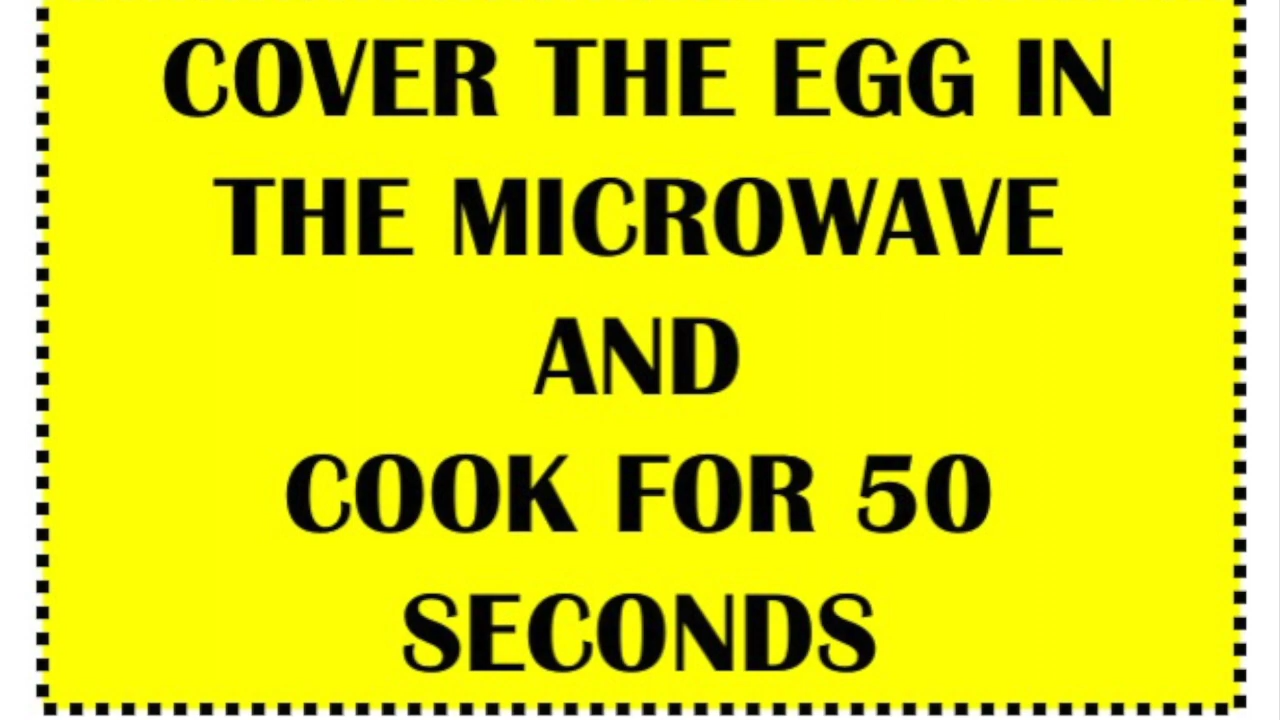 COVER THE EGG IN
THE MICROWAVE
AND
COOK FOR 50
SECONDS